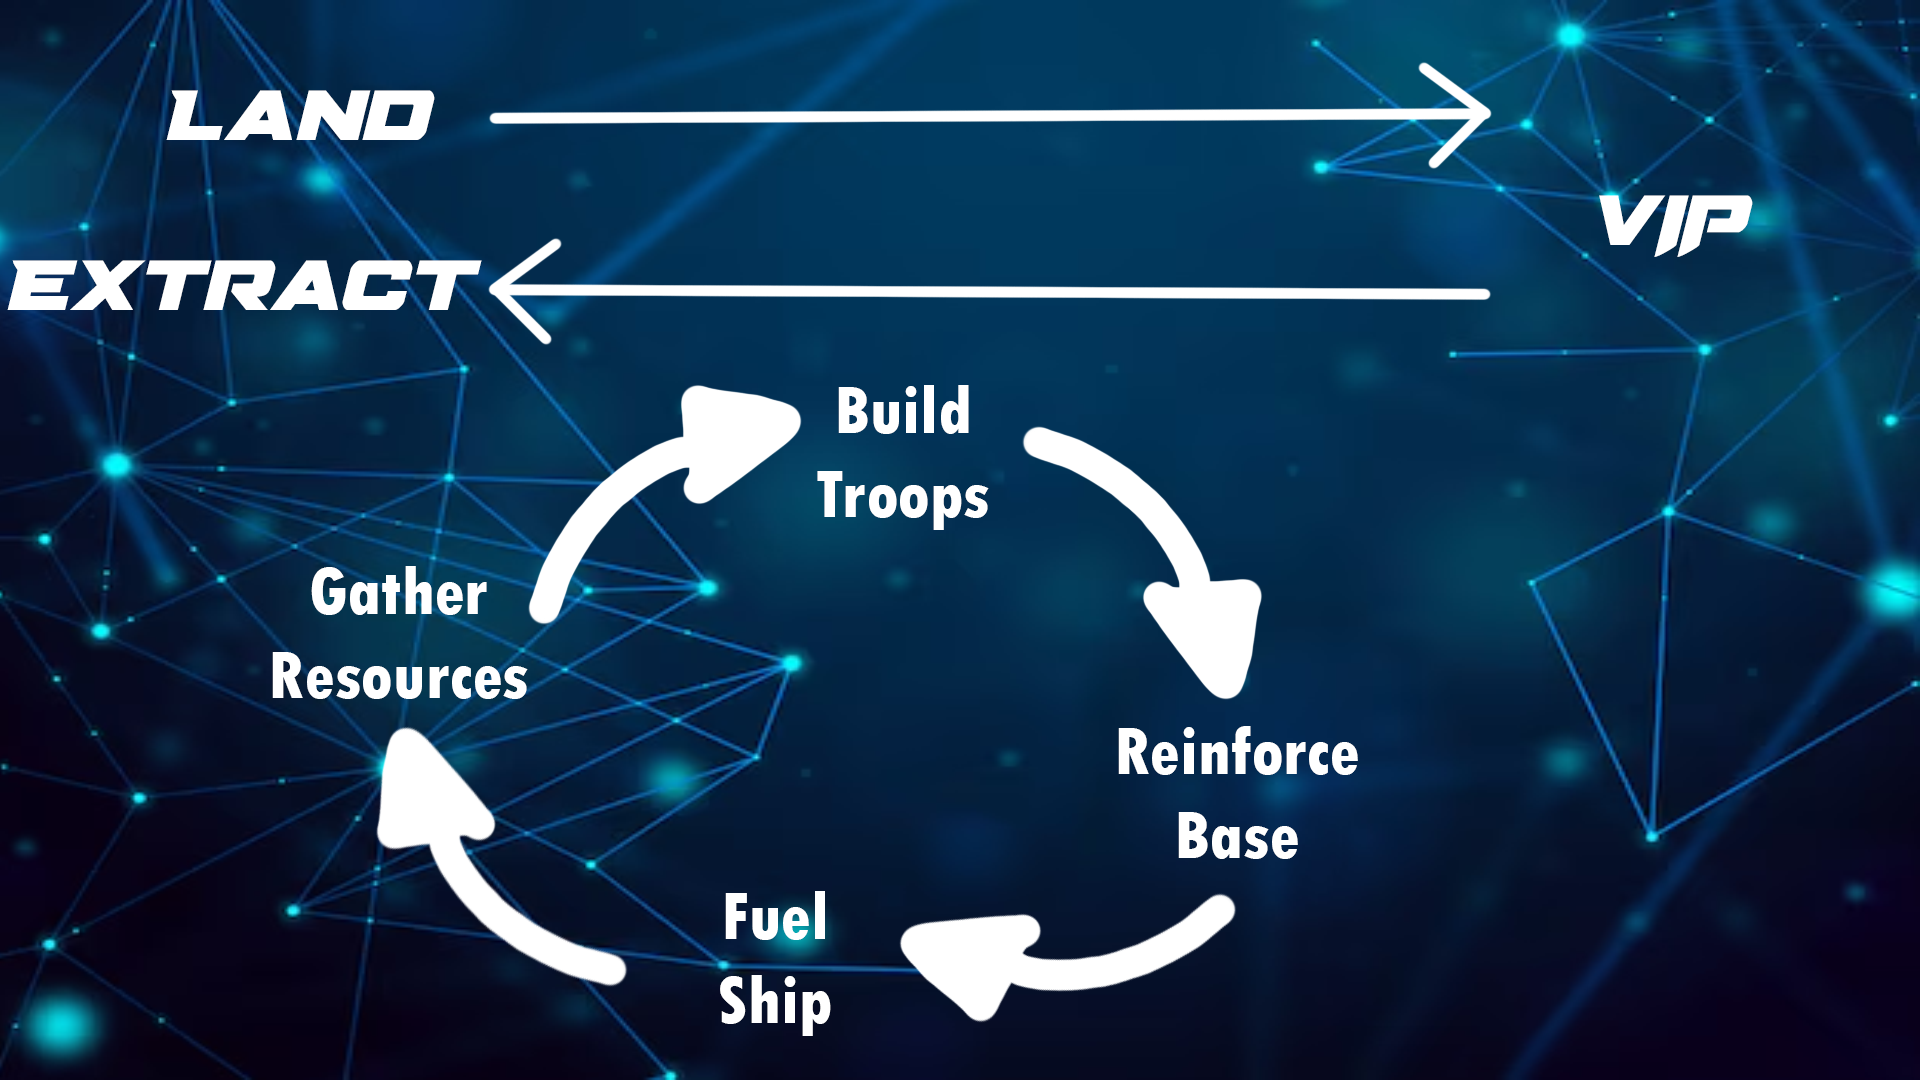 LAND
VIP
EXTRACT
Build
Troops
Gather
Resources
Reinforce
Base
Fuel
Ship